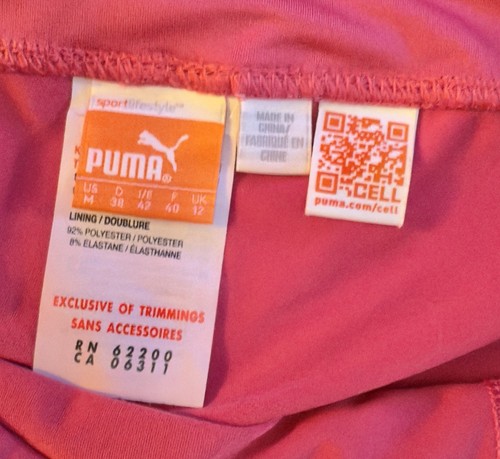 sportlifestyle™
PUMA®
US D I/E F UK
M 38 42 40 12
LINING / DOUBLURE
92% POLYESTER / POLYESTER
8% ELASTANE / ÉLASTHANNE
EXCLUSIVE OF TRIMMINGS
SANS ACCESSOIRES
RN 62200
CA 06311
MADE IN
CHINA/
FABRIQUÉ EN
CHINE
CELL
puma.com/cell